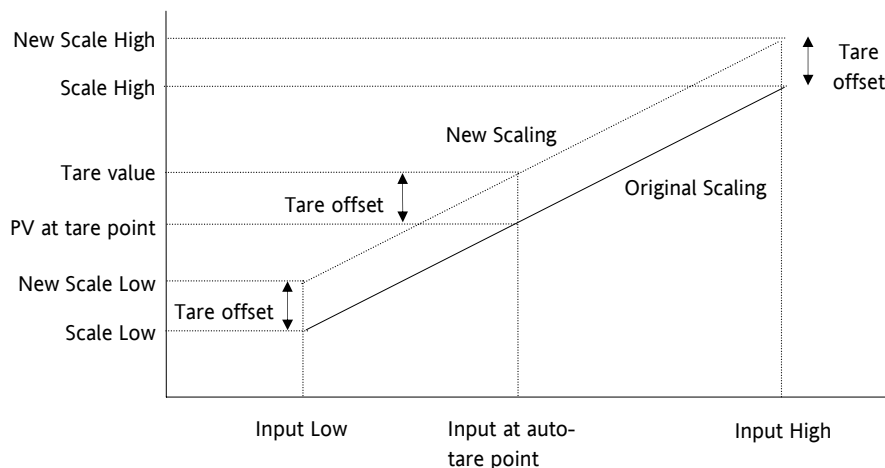 New Scale High
Tare
offset
Scale High
New Scaling
Tare value
Original Scaling
Tare offset
PV at tare point
New Scale Low
Tare offset
Scale Low
Input Low
Input at auto-
tare point
Input High